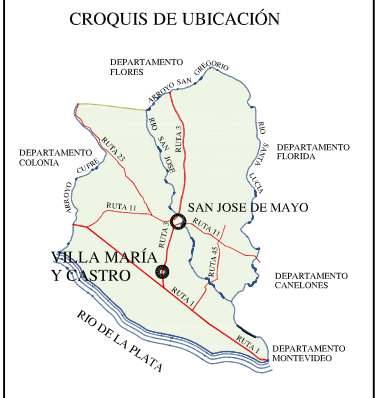 CROQUIS DE UBICACIÓN
DEPARTAMENTO
FLORES
ARROYO SAN GREGORIO
RIO SAN JOSE
RUTA 3
RIO SANTA LUCIA
DEPARTAMENTO
FLORIDA
DEPARTAMENTO
COLONIA
RUTA 23
ARROYO CUFRE
RUTA 11
SAN JOSE DE MAYO
RUTA 11
RUTA 3
RUTA 45
VILLA MARÍA
Y CASTRO
DEPARTAMENTO
CANELONES
RUTA 1
RIO DE LA PLATA
RUTA 1
DEPARTAMENTO
MONTEVIDEO